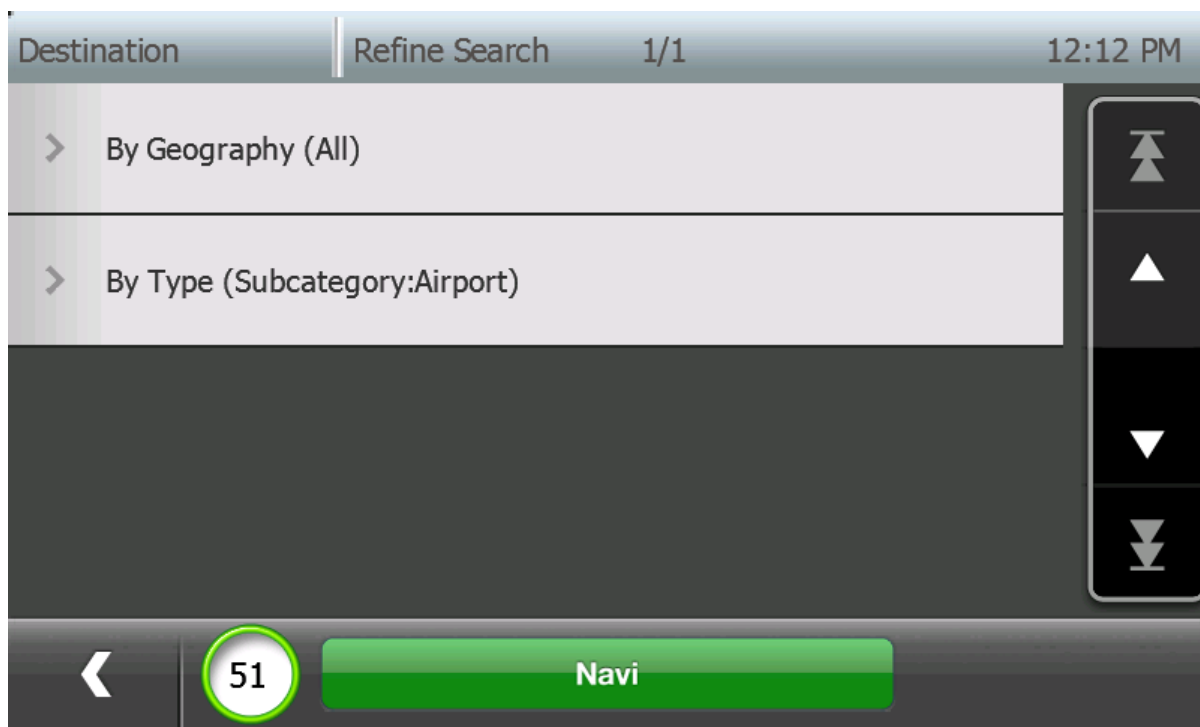 Destination Refine Search 1/1 12:12 PM
By Geography (All)
By Type (Subcategory:Airport)
51 Navi